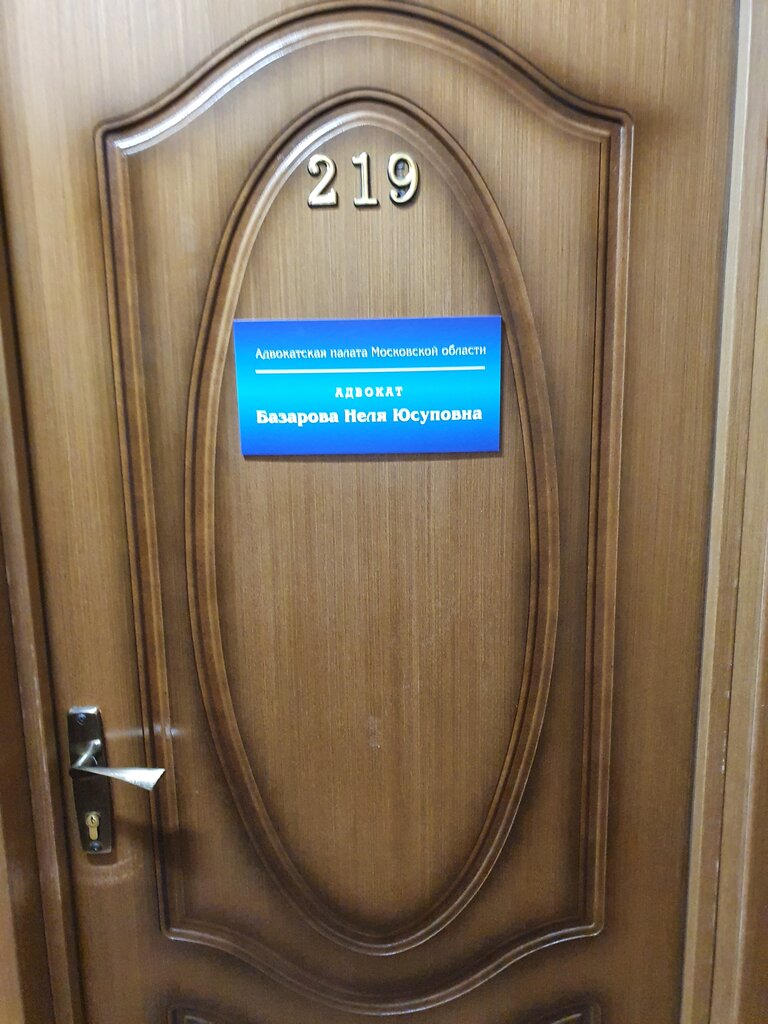 219
Адвокатская палата Московской области
АДВОКАТ
Базарова Неля Юсуповна